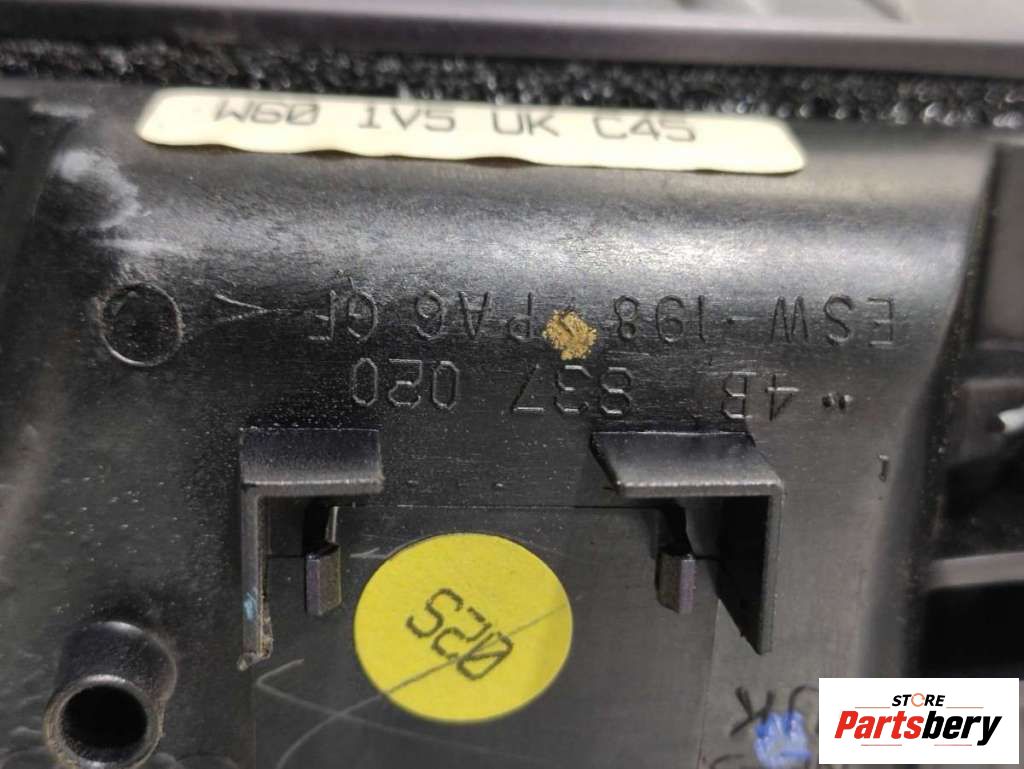 W60 1V5 UK C45
ESW-198 >PA6 GF <
"4B 837 020
025
STORE
Partsbery